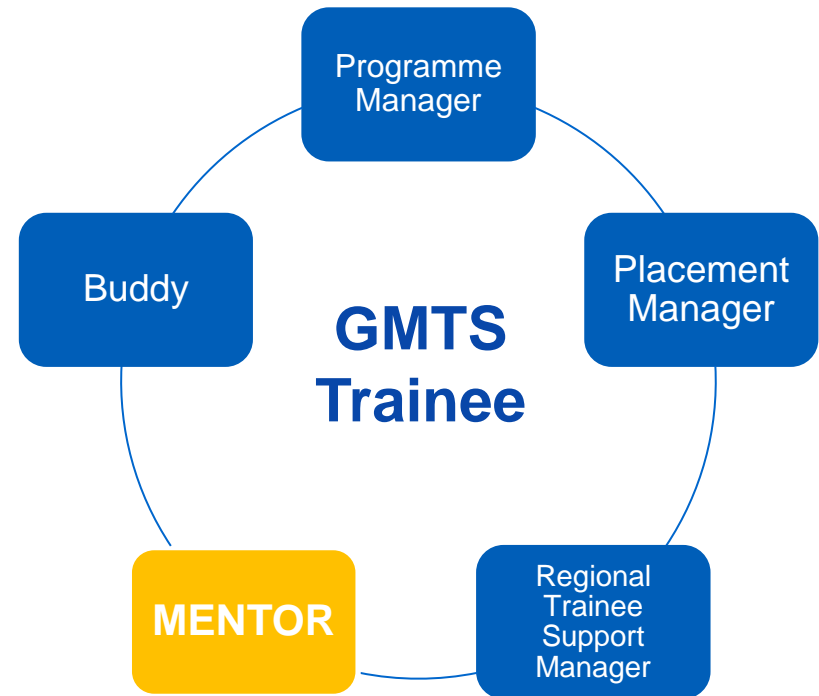 Programme
Manager
Buddy
Placement
Manager
GMTS
Trainee
MENTOR
Regional
Trainee
Support
Manager